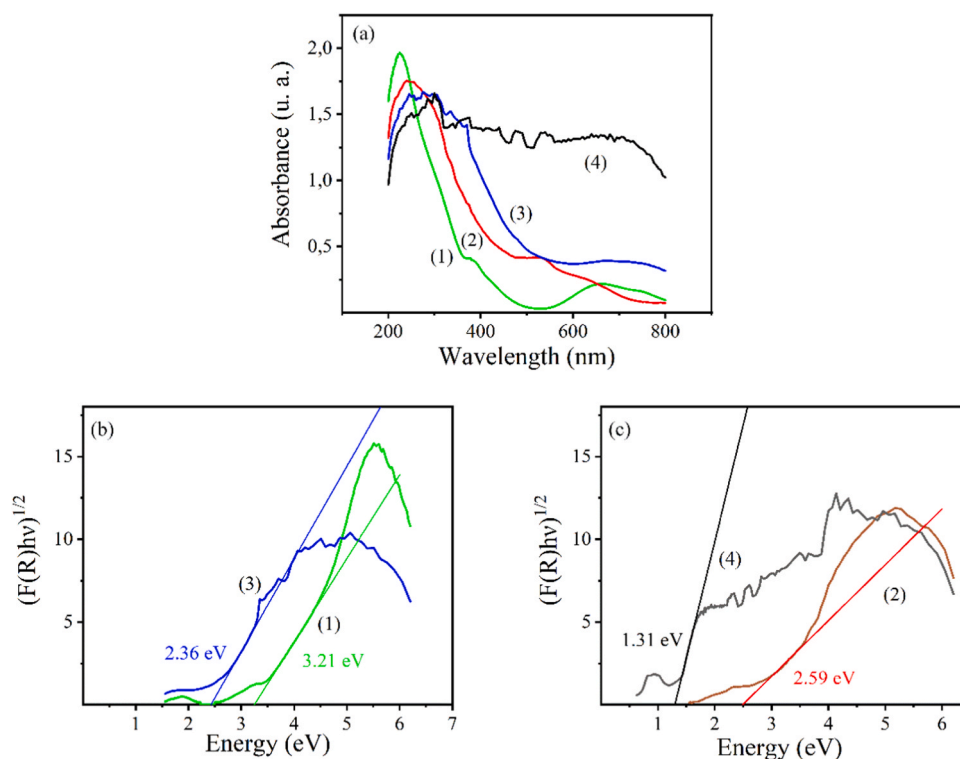 (a)
2,0
1,5
1,0
0,5
Absorbance (u. a.)
(4)
(3)
(2)
(1)
200 400 600 800
Wavelength (nm)
(b)
15
10
5
(F(R)hν)1/2
(3)
(1)
2.36 eV
3.21 eV
1 2 3 4 5 6 7
Energy (eV)
(c)
15
10
5
(F(R)hν)1/2
(4)
(2)
1.31 eV
2.59 eV
1 2 3 4 5 6
Energy (eV)